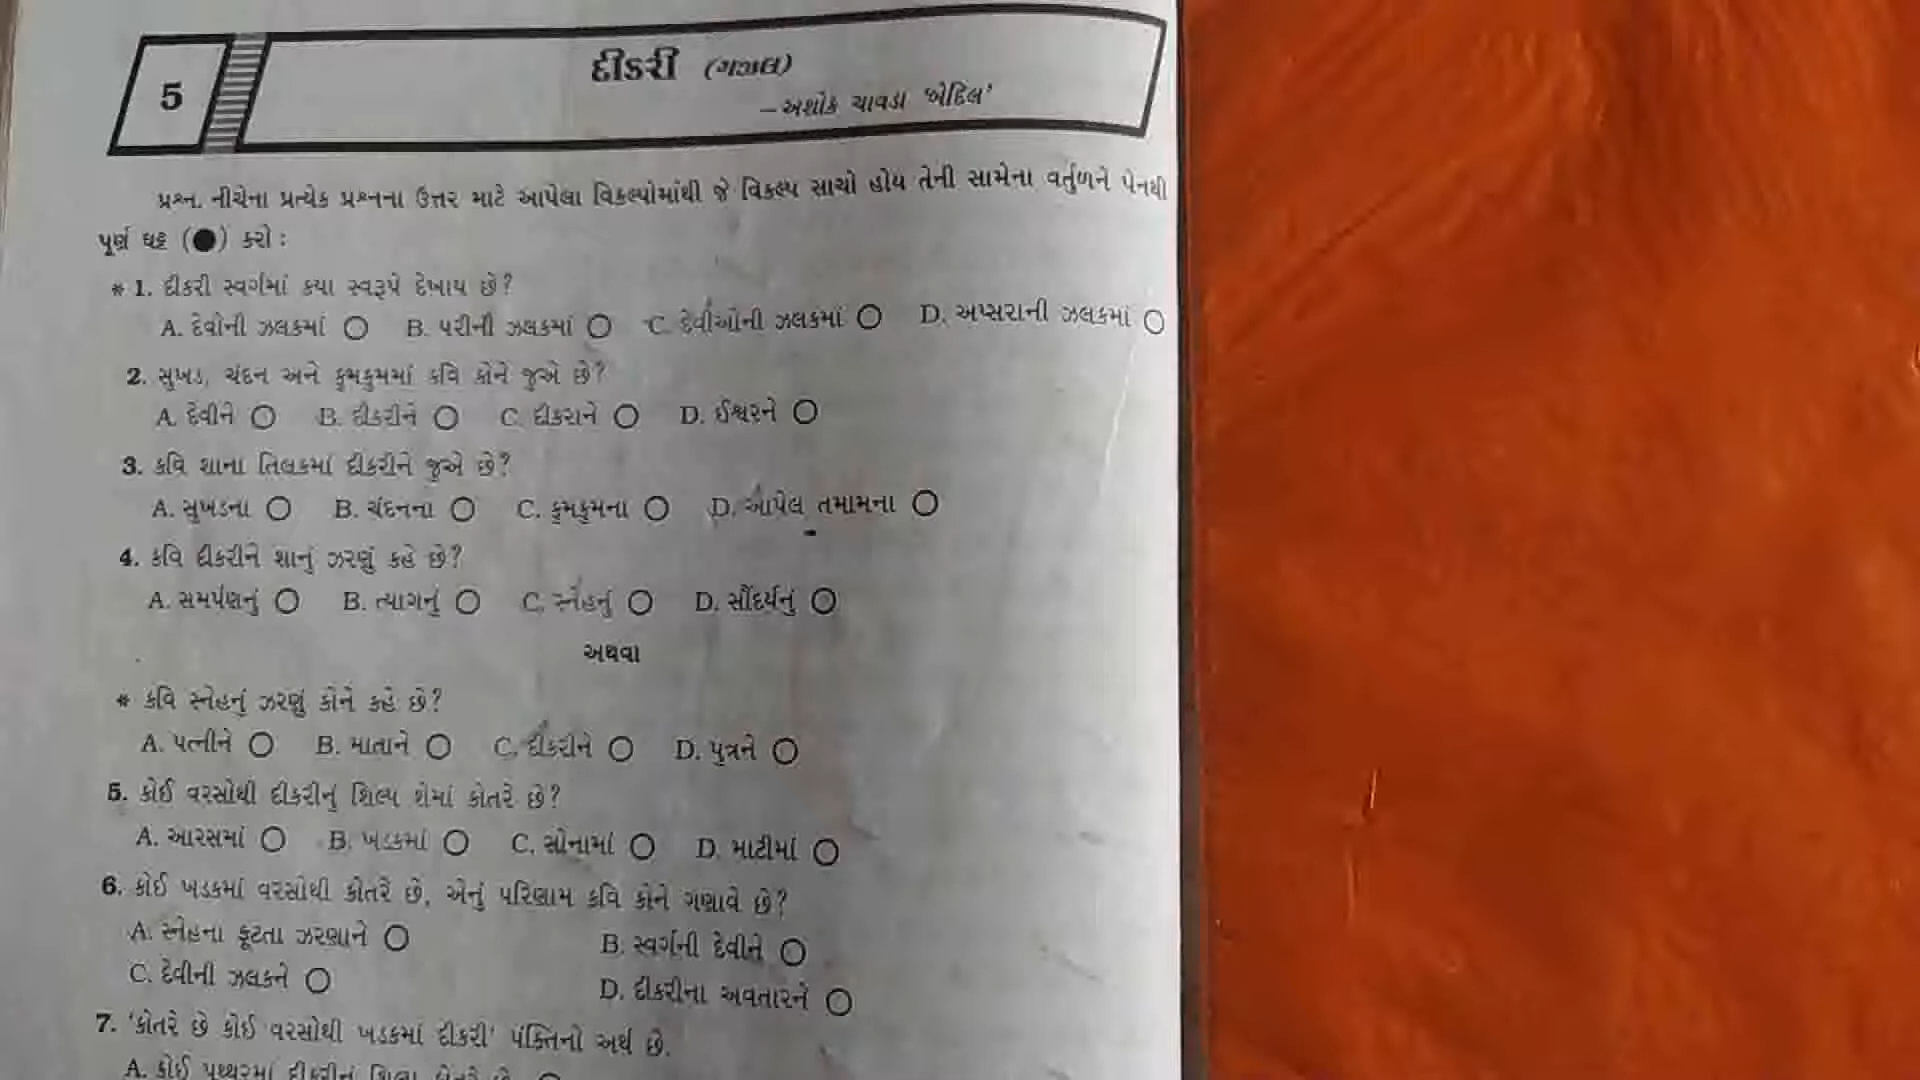 5
દીકરી (ગઝલ)
– અશોક ચાવડા 'બેદિલ'
પ્રશ્ન. નીચેના પ્રત્યેક પ્રશ્નના ઉત્તર માટે આપેલા વિકલ્પોમાંથી જે વિકલ્પ સાચો હોય તેની સામેના વર્તુળને પેનથી
પૂર્ણ ઘટ્ટ (●) કરો :
* 1. દીકરી સ્વર્ગમાં કયા સ્વરૂપે દેખાય છે?
A. દેવોની ઝલકમાં ○ B. પરીની ઝલકમાં ○ C. દેવીઓની ઝલકમાં ○ D. અપ્સરાની ઝલકમાં ○
2. સુખડ, ચંદન અને કુમકુમમાં કવિ કોને જુએ છે?
A. દેવીને ○ B. દીકરીને ○ C. દીકરાને ○ D. ઈશ્વરને ○
3. કવિ શાના તિલકમાં દીકરીને જુએ છે?
A. સુખડના ○ B. ચંદનના ○ C. કુમકુમના ○ D. આપેલ તમામના ○
4. કવિ દીકરીને શાનું ઝરણું કહે છે?
A. સમર્પણનું ○ B. ત્યાગનું ○ C. સ્નેહનું ○ D. સૌંદર્યનું ○
અથવા
* કવિ સ્નેહનું ઝરણું કોને કહે છે?
A. પત્નીને ○ B. માતાને ○ C. દીકરીને ○ D. પુત્રને ○
5. કોઈ વરસોથી દીકરીનું શિલ્પ શેમાં કોતરે છે?
A. આરસમાં ○ B. ખડકમાં ○ C. સોનામાં ○ D. માટીમાં ○
6. કોઈ ખડકમાં વરસોથી કોતરે છે, એનું પરિણામ કવિ કોને ગણાવે છે?
A. સ્નેહના ફૂટતા ઝરણાને ○ B. સ્વર્ગની દેવીને ○
C. દેવીની ઝલકને ○ D. દીકરીના અવતારને ○
7. 'કોતરે છે કોઈ વરસોથી ખડકમાં દીકરી' પંક્તિનો અર્થ છે.
A. કોઈ પથ્થરમાં દીકરીનું